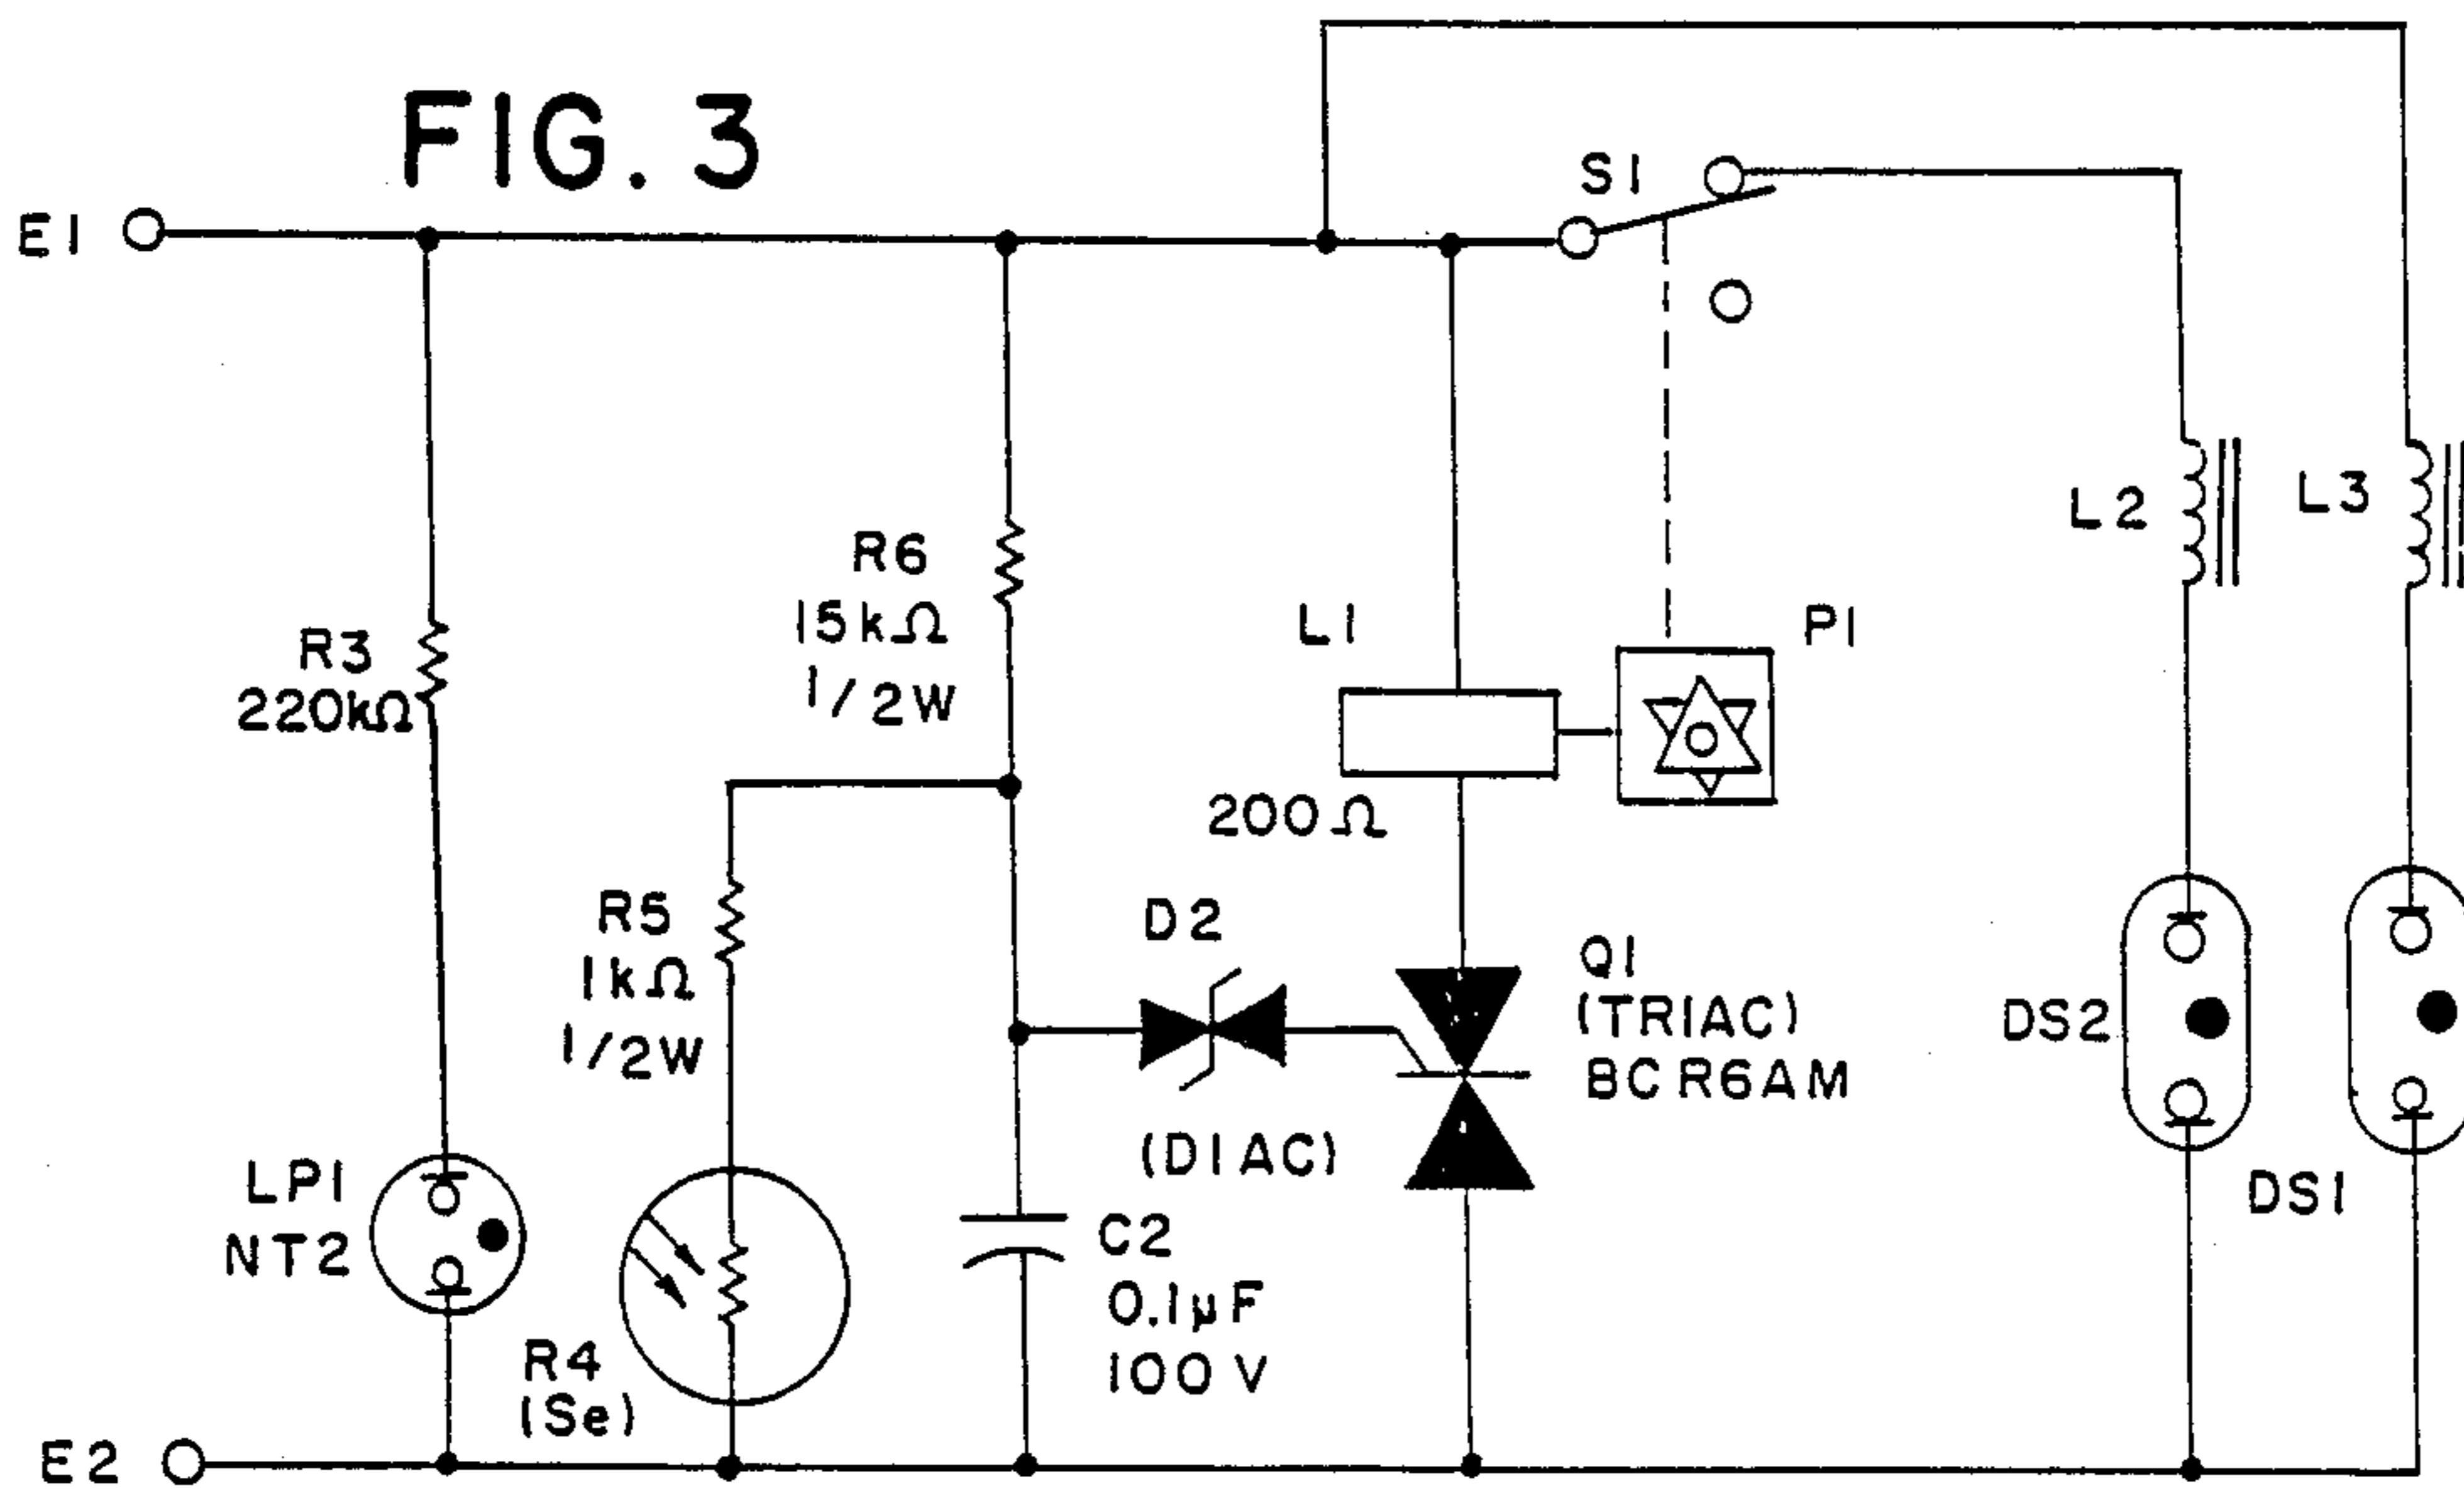 FIG. 3
E1
S1
L2
L3
R6
15kΩ
1/2W
R3
220kΩ
L1
P1
200Ω
R5
1kΩ
1/2W
D2
(DIAC)
Q1
(TRIAC)
BCR6AM
DS2
DS1
LP1
NT2
C2
0.1µF
100V
R4
(Se)
E2